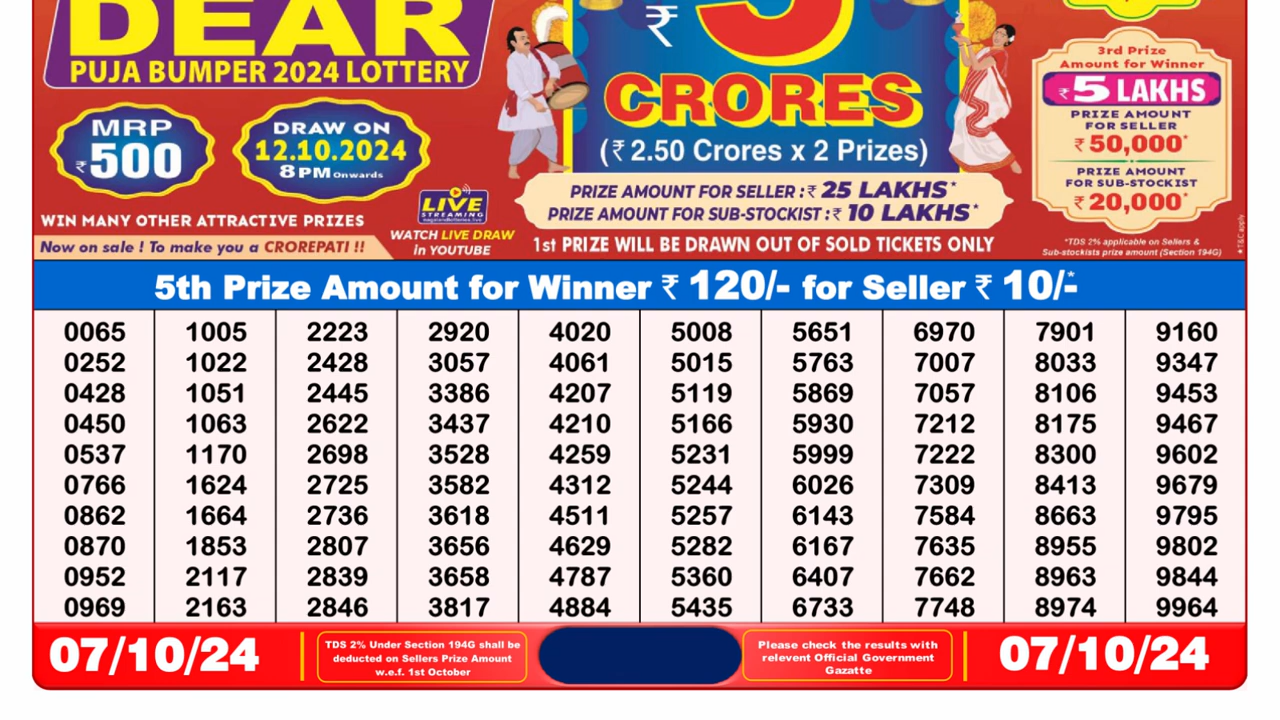 DEAR
PUJA BUMPER 2024 LOTTERY
MRP
₹500
DRAW ON
12.10.2024
8PM Onwards
WIN MANY OTHER ATTRACTIVE PRIZES
Now on sale ! To make you a CROREPATI !!
LIVE
STREAMING
WATCH LIVE DRAW
in YOUTUBE
₹ 5
CRORES
(₹ 2.50 Crores x 2 Prizes)
PRIZE AMOUNT FOR SELLER :₹ 25 LAKHS*
PRIZE AMOUNT FOR SUB-STOCKIST :₹ 10 LAKHS*
1st PRIZE WILL BE DRAWN OUT OF SOLD TICKETS ONLY
3rd Prize
Amount for Winner
₹5 LAKHS
PRIZE AMOUNT
FOR SELLER
₹ 50,000*
PRIZE AMOUNT
FOR SUB-STOCKIST
₹ 20,000*
*TDS 2% applicable on Sellers &
Sub-stockists prize amount (Section 194G)
*T&C apply
5th Prize Amount for Winner ₹ 120/- for Seller ₹ 10/-*
0065 1005 2223 2920 4020 5008 5651 6970 7901 9160
0252 1022 2428 3057 4061 5015 5763 7007 8033 9347
0428 1051 2445 3386 4207 5119 5869 7057 8106 9453
0450 1063 2622 3437 4210 5166 5930 7212 8175 9467
0537 1170 2698 3528 4259 5231 5999 7222 8300 9602
0766 1624 2725 3582 4312 5244 6026 7309 8413 9679
0862 1664 2736 3618 4511 5257 6143 7584 8663 9795
0870 1853 2807 3656 4629 5282 6167 7635 8955 9802
0952 2117 2839 3658 4787 5360 6407 7662 8963 9844
0969 2163 2846 3817 4884 5435 6733 7748 8974 9964
07/10/24
TDS 2% Under Section 194G shall be
deducted on Sellers Prize Amount
w.e.f. 1st October
Please check the results with
relevent Official Government
Gazatte
07/10/24